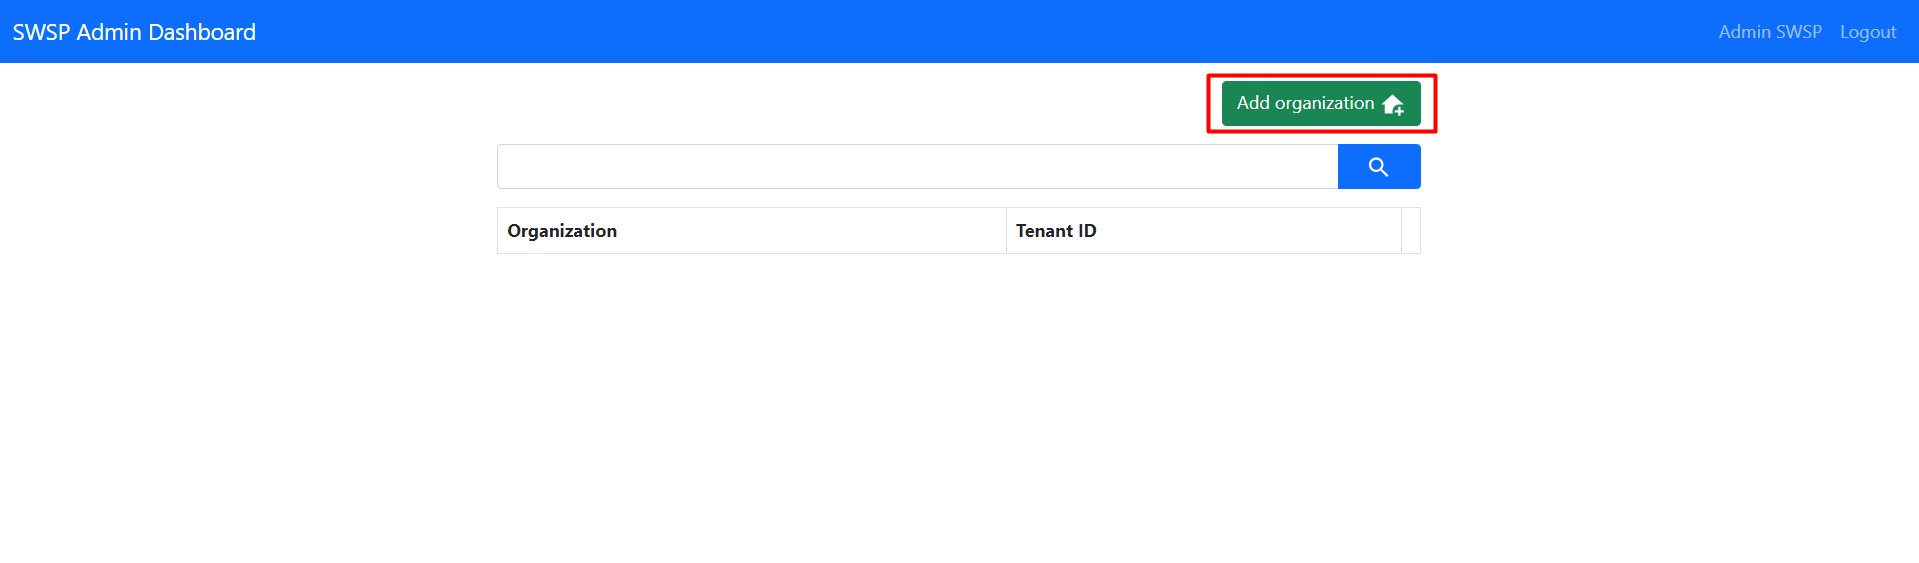 SWSP Admin Dashboard
Admin SWSP Logout
Add organization
Organization Tenant ID